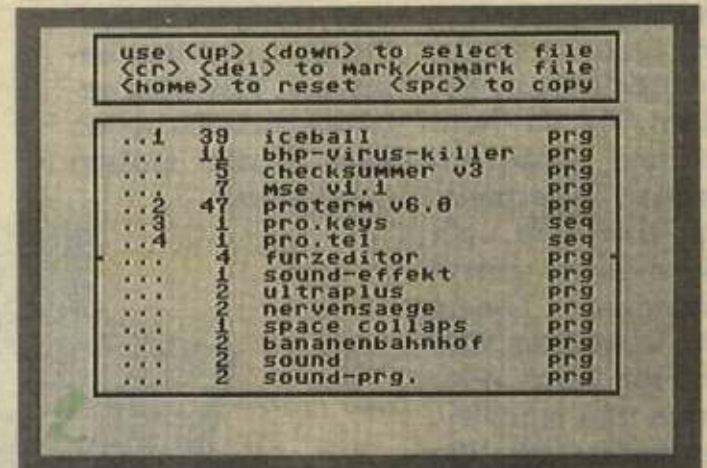 use <up> <down> to select file
<cr> <del> to mark/unmark file
<home> to reset <spc> to copy
..1 39 iceball prg
... 11 bhp-virus-killer prg
... 5 checksummer v3 prg
... 7 mse v1.1 prg
..2 47 proterm v6.0 prg
..3 1 pro.keys seq
..4 1 pro.tel seq
... 4 furzeditor prg
... 1 sound-effekt prg
... 2 ultraplus prg
... 2 nervensaege prg
... 1 space collaps prg
... 2 bananenbahnhof prg
... 2 sound prg
... 2 sound-prg. prg
2